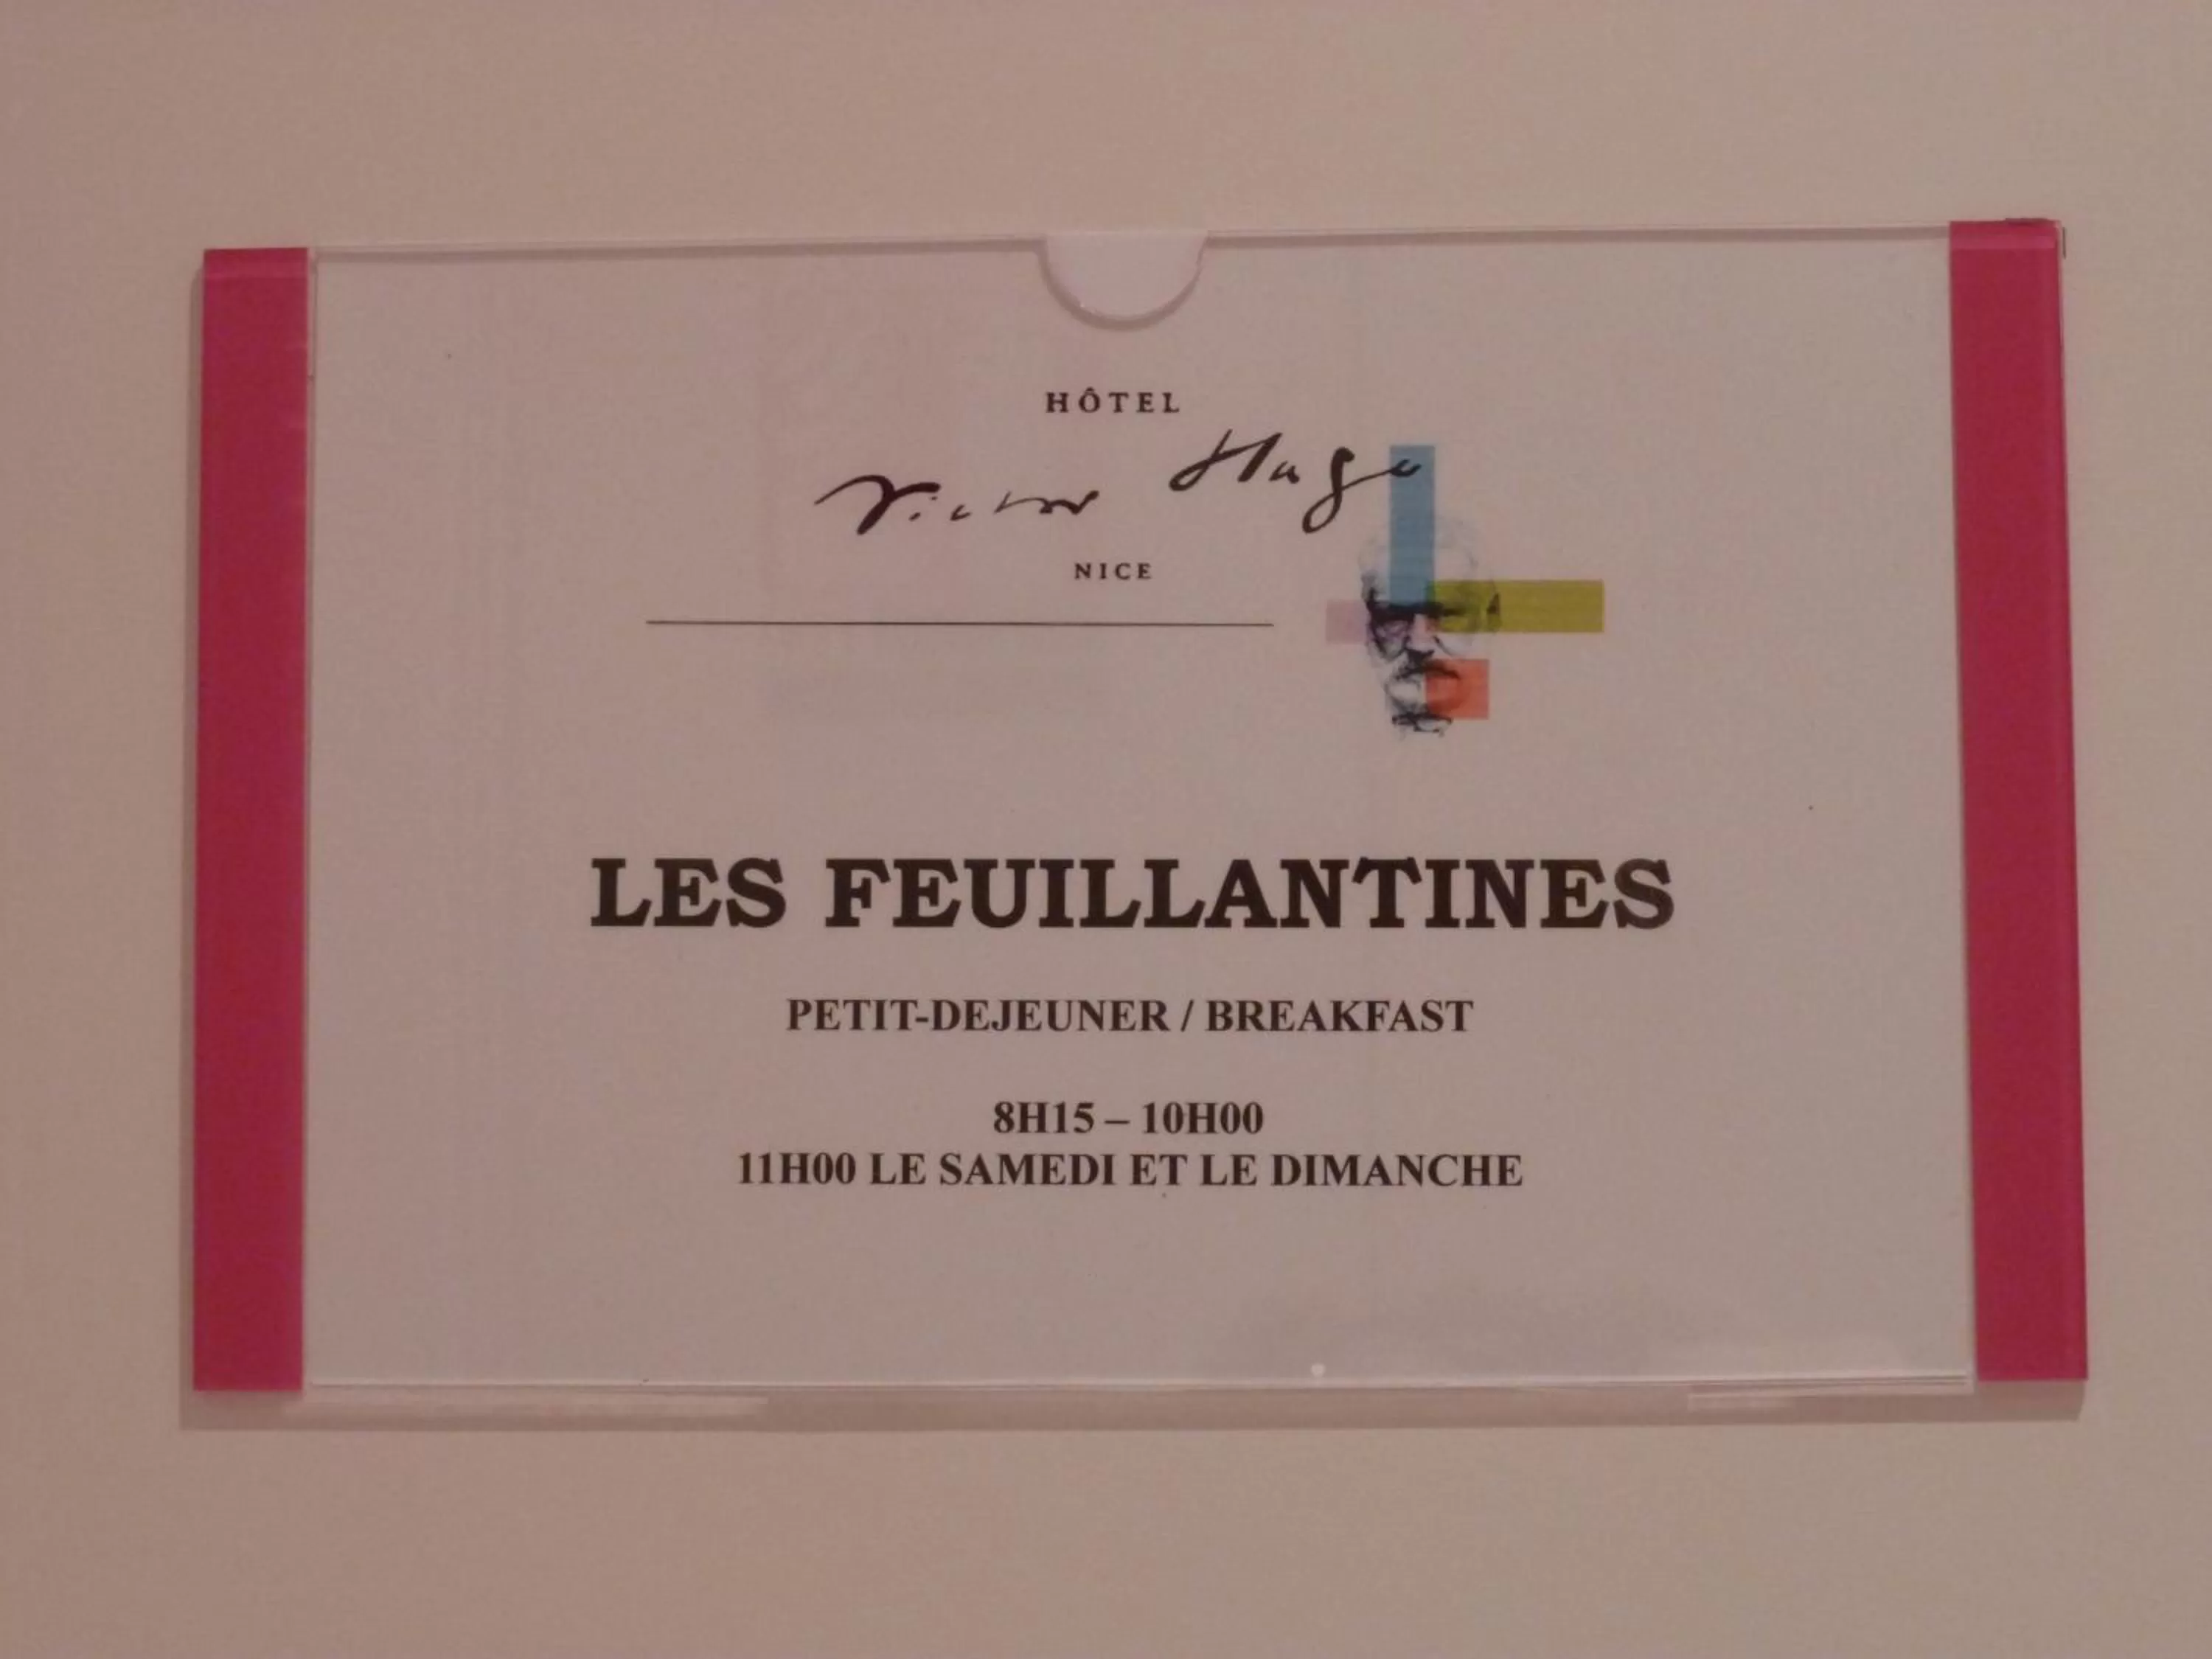 HÔTEL
Victor Hugo
NICE
LES FEUILLANTINES
PETIT-DEJEUNER / BREAKFAST
8H15 – 10H00
11H00 LE SAMEDI ET LE DIMANCHE